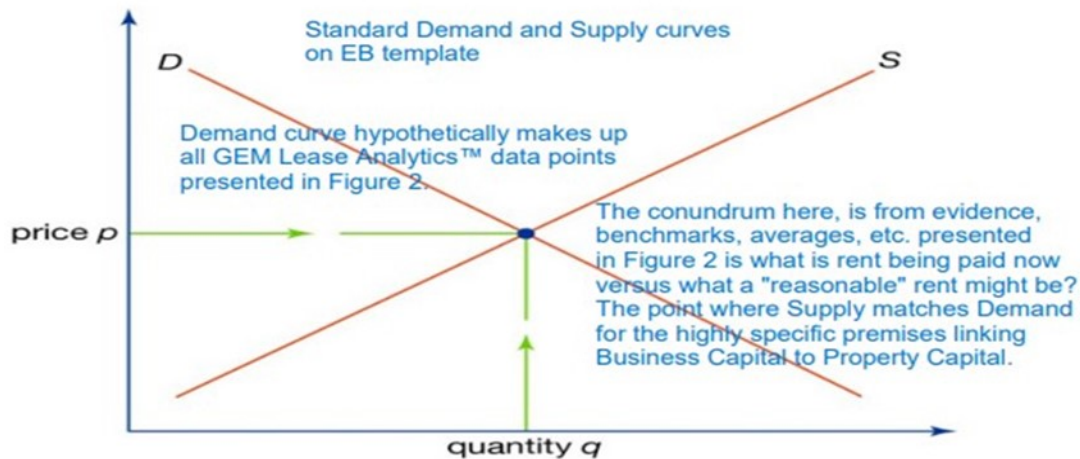 Standard Demand and Supply curves
on EB template
D
S
Demand curve hypothetically makes up
all GEM Lease Analytics™ data points
presented in Figure 2.
The conundrum here, is from evidence,
benchmarks, averages, etc. presented
in Figure 2 is what is rent being paid now
versus what a "reasonable" rent might be?
The point where Supply matches Demand
for the highly specific premises linking
Business Capital to Property Capital.
price p
quantity q